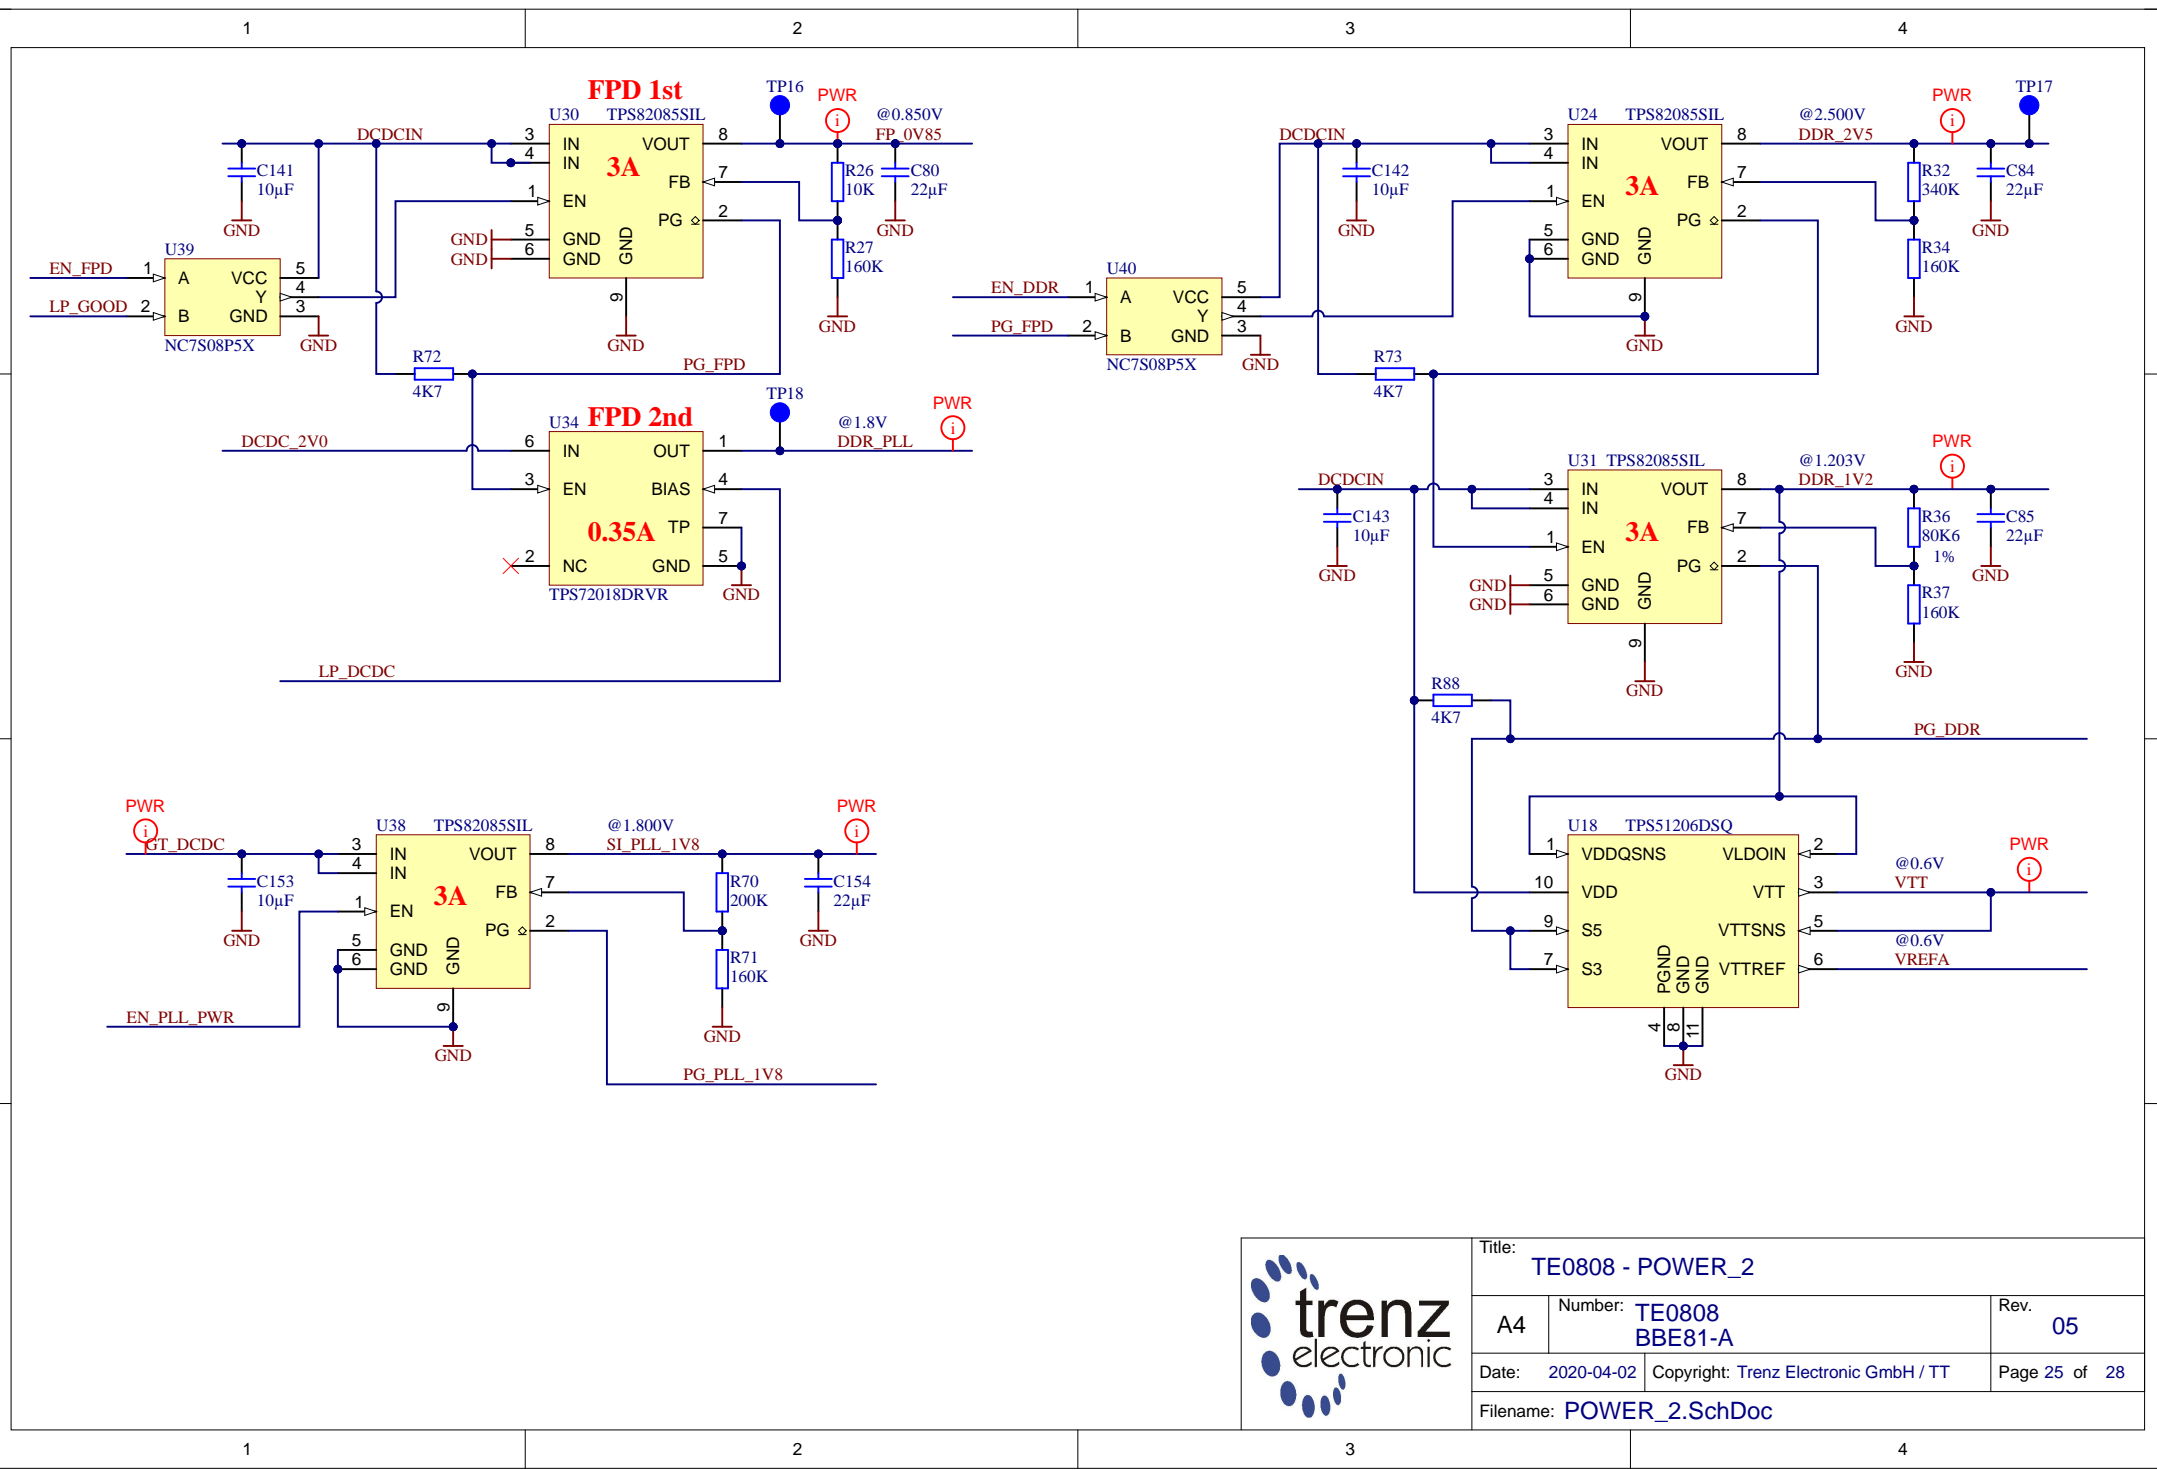 1 2 3 4
FPD 1st
U30 TPS82085SIL
TP16
PWR
@0.850V
FP_0V85
DCDCIN
C141
10µF
GND
3 IN VOUT 8
4 IN
3A
FB 7
1 EN
PG 2
GND 5 GND
GND 6 GND
GND
9
GND
R26
10K
C80
22µF
GND
R27
160K
GND
U39
EN_FPD 1 A VCC 5
Y 4
LP_GOOD 2 B GND 3
NC7S08P5X
GND
R72
4K7
PG_FPD
TP18
U34 FPD 2nd
@1.8V
DDR_PLL
PWR
DCDC_2V0 6 IN OUT 1
3 EN BIAS 4
0.35A
TP 7
2 NC GND 5
TPS72018DRVR
GND
LP_DCDC
PWR
GT_DCDC
C153
10µF
GND
U38 TPS82085SIL
@1.800V
SI_PLL_1V8
PWR
3 IN VOUT 8
4 IN
3A
FB 7
1 EN
PG 2
5 GND
6 GND
GND
9
GND
R70
200K
C154
22µF
GND
R71
160K
GND
EN_PLL_PWR
PG_PLL_1V8
DCDCIN
C142
10µF
GND
U24 TPS82085SIL
@2.500V
DDR_2V5
PWR
TP17
3 IN VOUT 8
4 IN
3A
FB 7
1 EN
PG 2
5 GND
6 GND
GND
9
GND
R32
340K
C84
22µF
GND
R34
160K
GND
U40
EN_DDR 1 A VCC 5
Y 4
PG_FPD 2 B GND 3
NC7S08P5X
GND
R73
4K7
DCDCIN
C143
10µF
GND
U31 TPS82085SIL
@1.203V
DDR_1V2
PWR
3 IN VOUT 8
4 IN
3A
FB 7
1 EN
PG 2
GND 5 GND
GND 6 GND
GND
9
GND
R36
80K6
1%
C85
22µF
GND
R37
160K
GND
R88
4K7
PG_DDR
U18 TPS51206DSQ
1 VDDQSNS VLDOIN 2
10 VDD VTT 3
9 S5 VTTSNS 5
7 S3 VTTREF 6
PGND
GND
GND
4 8 11
GND
@0.6V
VTT
PWR
@0.6V
VREFA
trenz
electronic
Title:
TE0808 - POWER_2
A4
Number: TE0808
BBE81-A
Rev.
05
Date: 2020-04-02 Copyright: Trenz Electronic GmbH / TT Page 25 of 28
Filename: POWER_2.SchDoc
1 2 3 4